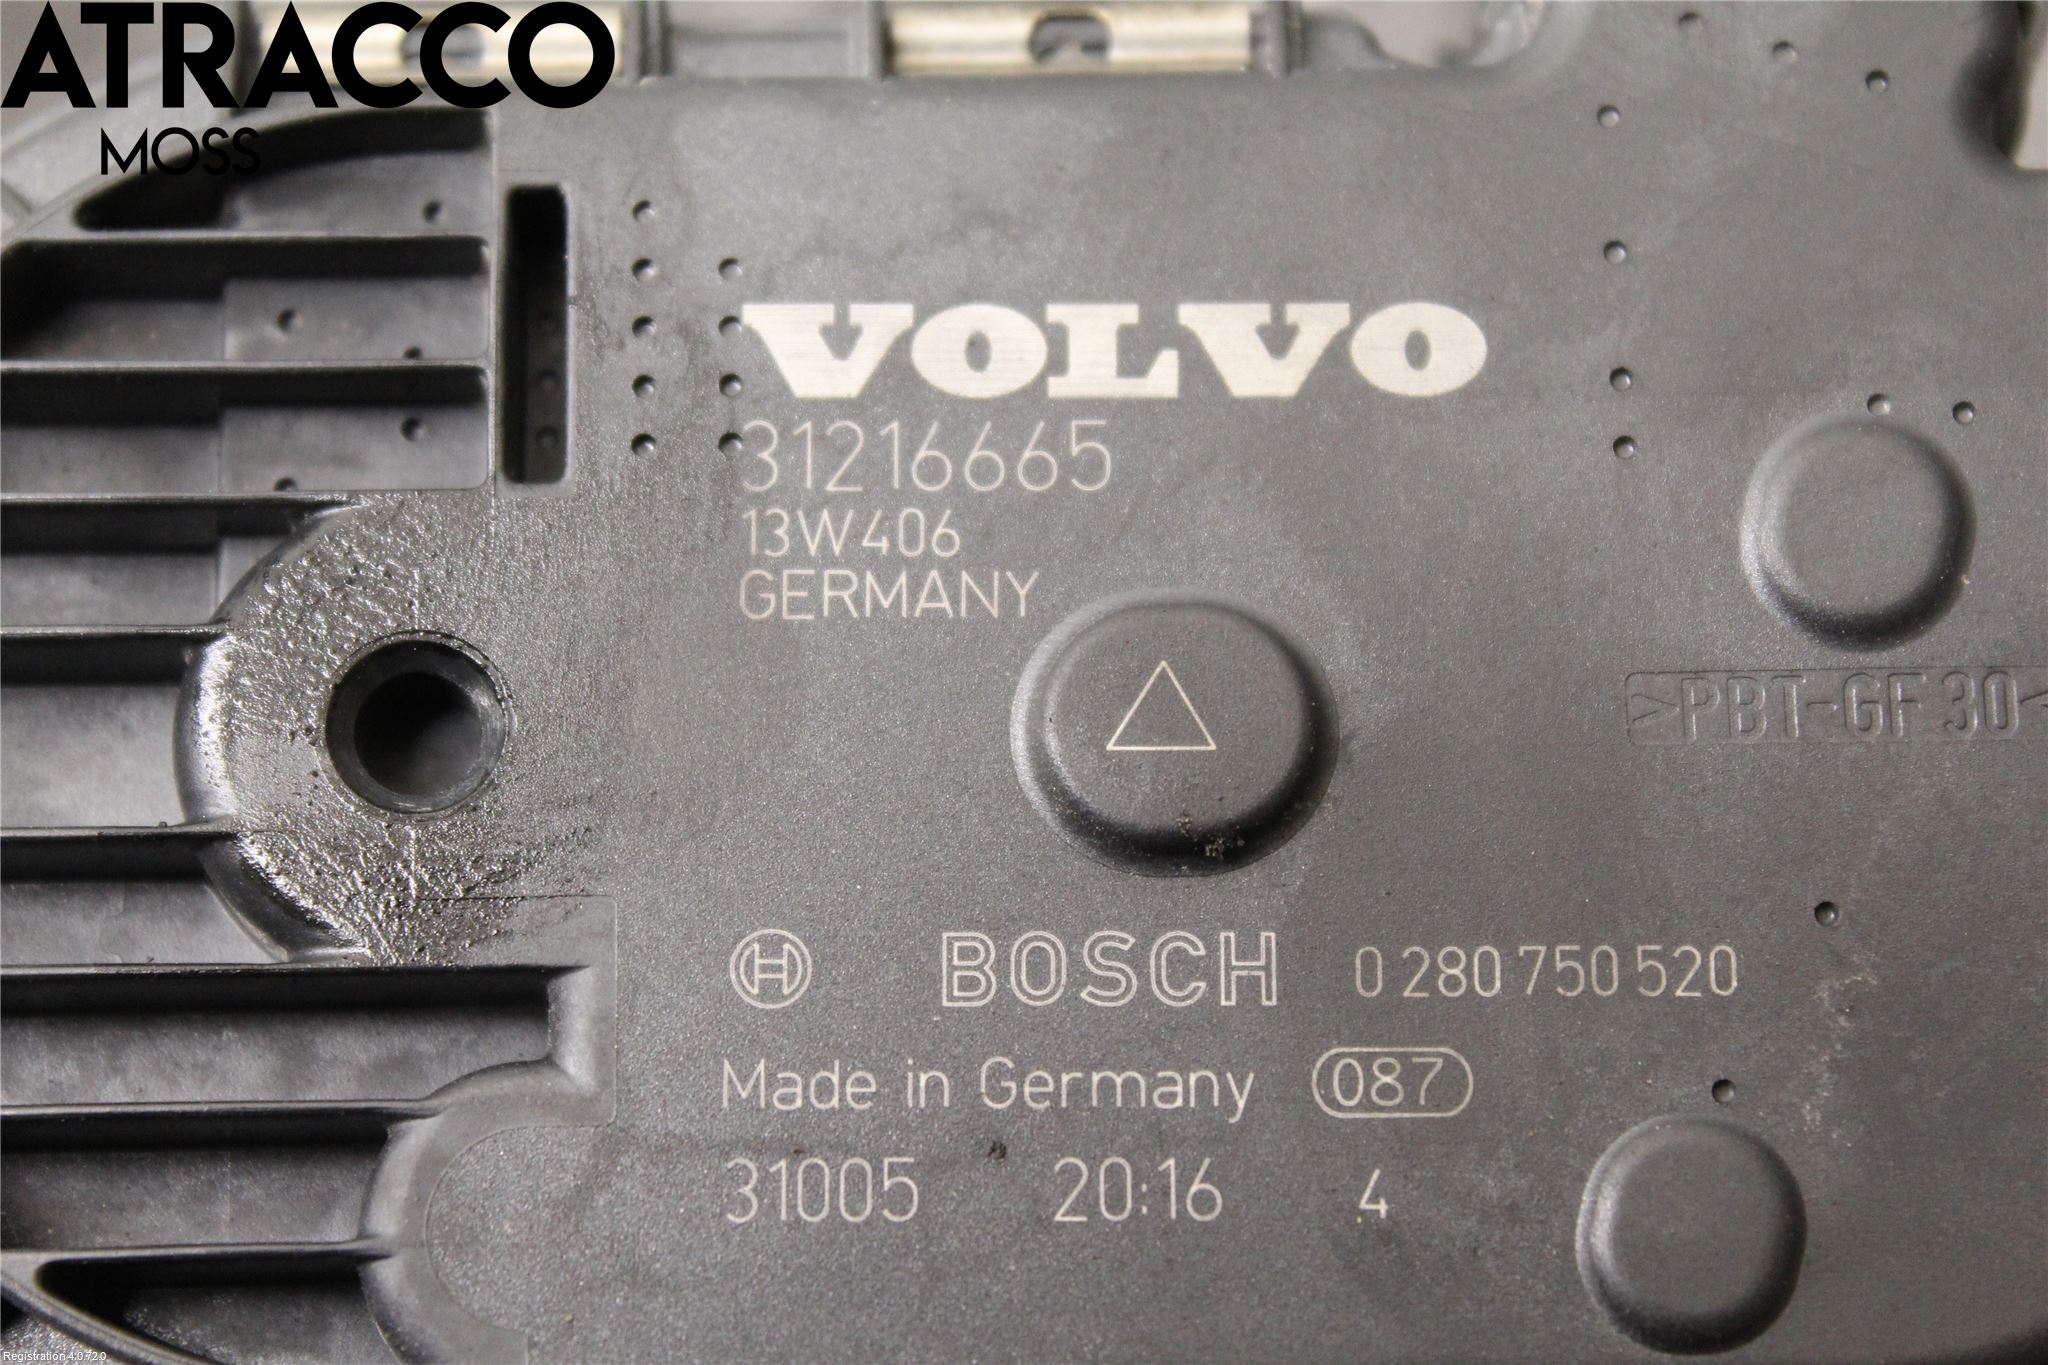 ATRACCO
MOSS
VOLVO
31216665
13W406
GERMANY
>PBT-GF30<
BOSCH 0 280 750 520
Made in Germany 087
31005 20:16 4
Registration 4.0.72.0